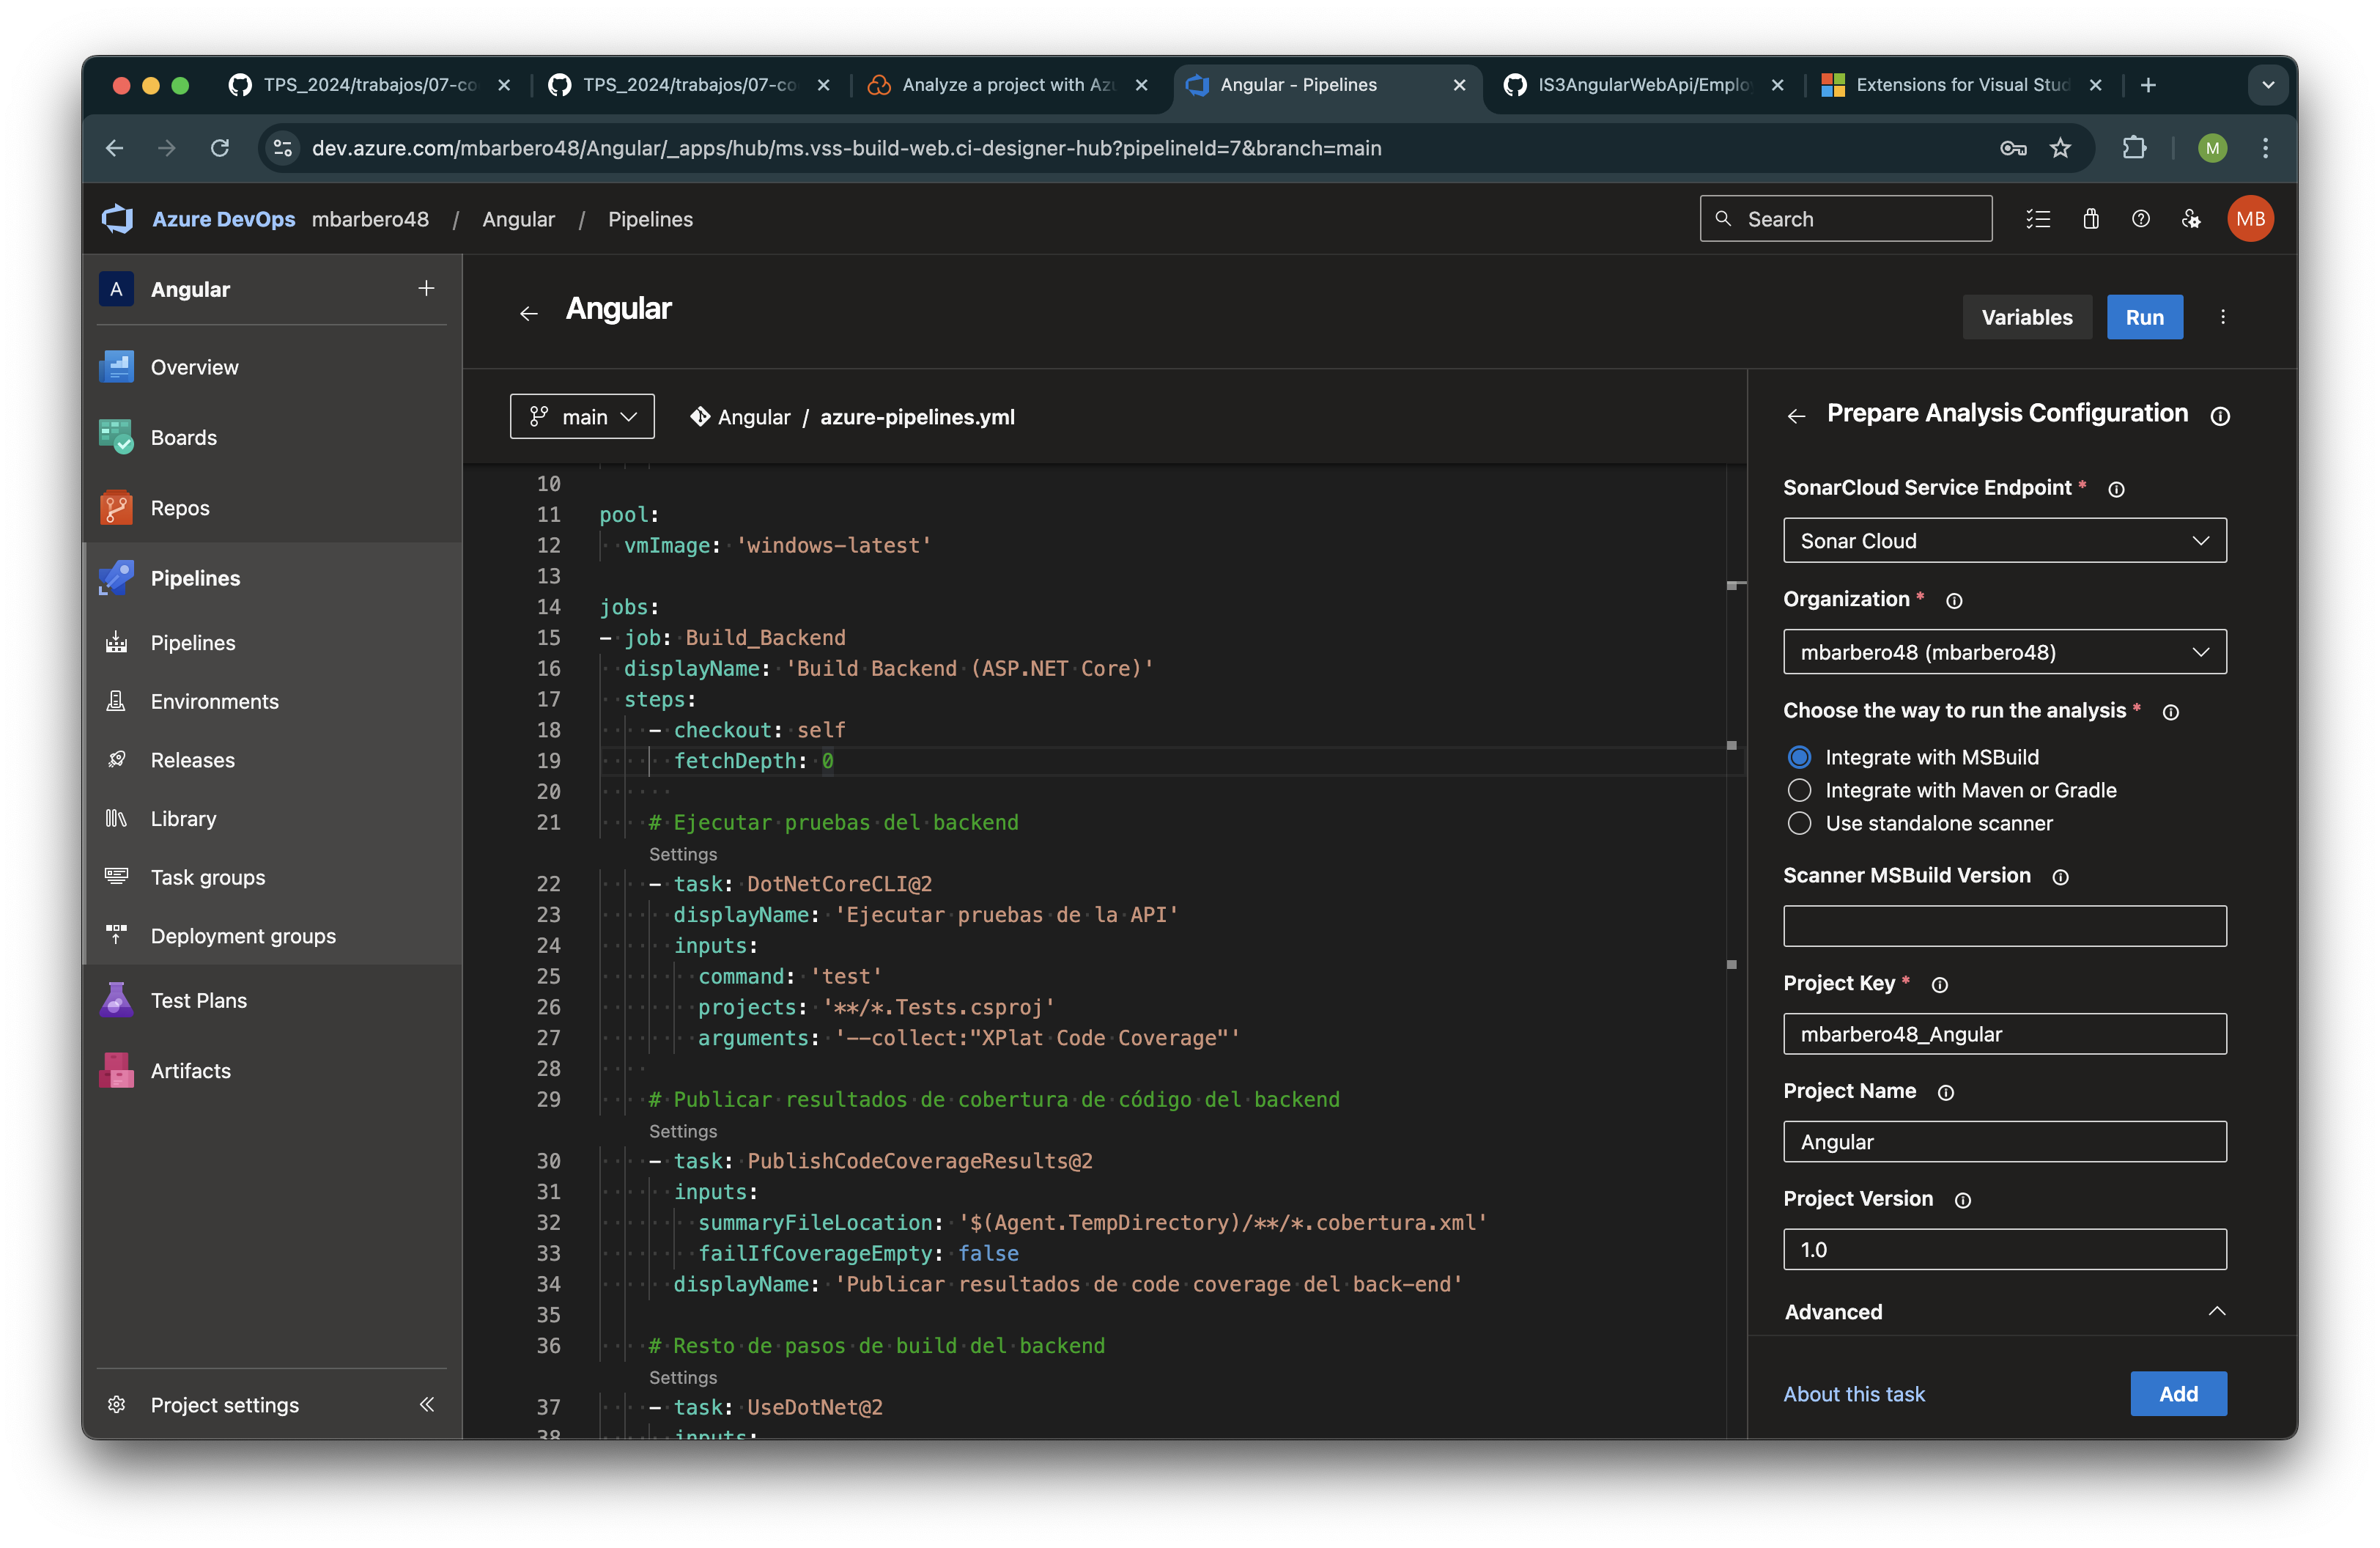 TPS_2024/trabajos/07-co
TPS_2024/trabajos/07-co
Analyze a project with Azu
Angular - Pipelines
IS3AngularWebApi/Emplo
Extensions for Visual Stud
dev.azure.com/mbarbero48/Angular/_apps/hub/ms.vss-build-web.ci-designer-hub?pipelineId=7&branch=main
M
Azure DevOps mbarbero48 / Angular / Pipelines
Search
MB
A Angular
Overview
Boards
Repos
Pipelines
Pipelines
Environments
Releases
Library
Task groups
Deployment groups
Test Plans
Artifacts
Project settings
Angular
Variables
Run
main
Angular / azure-pipelines.yml
10
11 pool:
12 vmImage: 'windows-latest'
13
14 jobs:
15 - job: Build_Backend
16 displayName: 'Build Backend (ASP.NET Core)'
17 steps:
18 - checkout: self
19 fetchDepth: 0
20
21 # Ejecutar pruebas del backend
Settings
22 - task: DotNetCoreCLI@2
23 displayName: 'Ejecutar pruebas de la API'
24 inputs:
25 command: 'test'
26 projects: '**/*.Tests.csproj'
27 arguments: '--collect:"XPlat Code Coverage"'
28
29 # Publicar resultados de cobertura de código del backend
Settings
30 - task: PublishCodeCoverageResults@2
31 inputs:
32 summaryFileLocation: '$(Agent.TempDirectory)/**/*.cobertura.xml'
33 failIfCoverageEmpty: false
34 displayName: 'Publicar resultados de code coverage del back-end'
35
36 # Resto de pasos de build del backend
Settings
37 - task: UseDotNet@2
38 inputs:
Prepare Analysis Configuration
SonarCloud Service Endpoint *
Sonar Cloud
Organization *
mbarbero48 (mbarbero48)
Choose the way to run the analysis *
Integrate with MSBuild
Integrate with Maven or Gradle
Use standalone scanner
Scanner MSBuild Version
Project Key *
mbarbero48_Angular
Project Name
Angular
Project Version
1.0
Advanced
About this task
Add